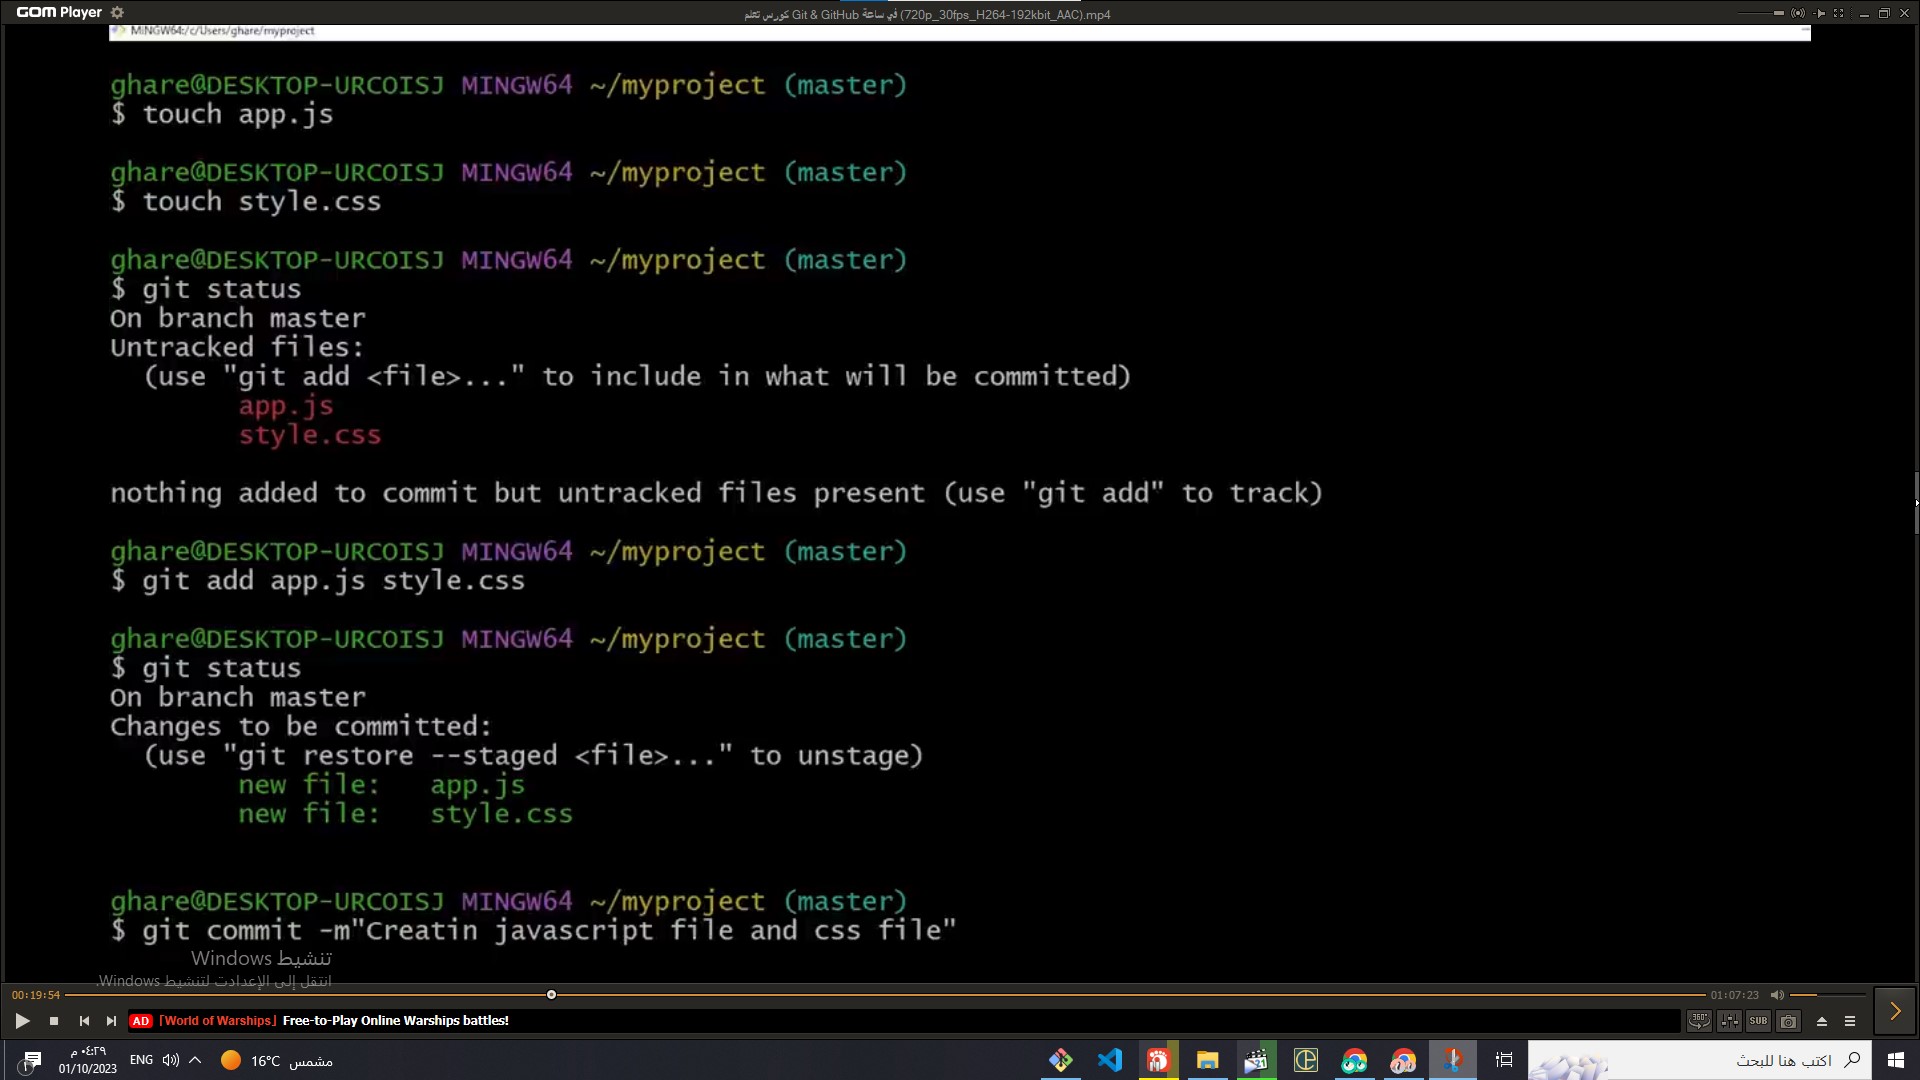 GOM Player
كورس تتعلم Git & GitHub في ساعة (720p_30fps_H264-192kbit_AAC).mp4
MINGW64:/c/Users/ghare/myproject
ghare@DESKTOP-URCOISJ MINGW64 ~/myproject (master)
$ touch app.js
ghare@DESKTOP-URCOISJ MINGW64 ~/myproject (master)
$ touch style.css
ghare@DESKTOP-URCOISJ MINGW64 ~/myproject (master)
$ git status
On branch master
Untracked files:
(use "git add <file>..." to include in what will be committed)
app.js
style.css
nothing added to commit but untracked files present (use "git add" to track)
ghare@DESKTOP-URCOISJ MINGW64 ~/myproject (master)
$ git add app.js style.css
ghare@DESKTOP-URCOISJ MINGW64 ~/myproject (master)
$ git status
On branch master
Changes to be committed:
(use "git restore --staged <file>..." to unstage)
new file:   app.js
new file:   style.css
ghare@DESKTOP-URCOISJ MINGW64 ~/myproject (master)
$ git commit -m"Creatin javascript file and css file"
تنشيط Windows
انتقل إلى الإعدادت لتنشيط Windows.
00:19:54
01:07:23
AD [World of Warships] Free-to-Play Online Warships battles!
360°
SUB
٠٤:٢٩ م
01/10/2023
ENG
16°C مشمس
21
اكتب هنا للبحث